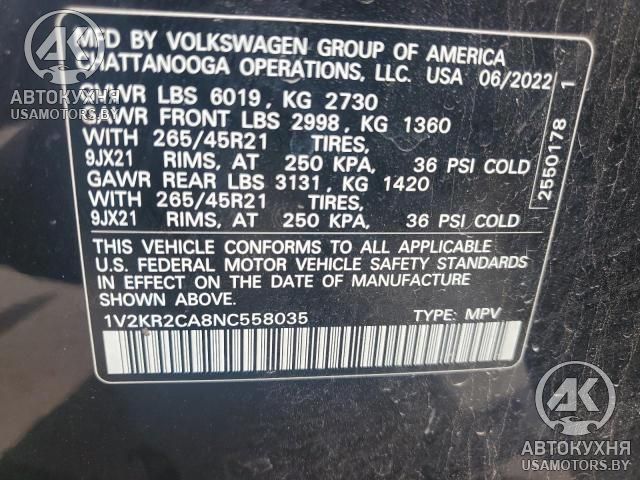 MFD BY VOLKSWAGEN GROUP OF AMERICA
CHATTANOOGA OPERATIONS, LLC. USA 06/2022
GVWR LBS 6019, KG 2730
GAWR FRONT LBS 2998, KG 1360
WITH 265/45R21 TIRES,
9JX21 RIMS, AT 250 KPA, 36 PSI COLD
GAWR REAR LBS 3131, KG 1420
WITH 265/45R21 TIRES,
9JX21 RIMS, AT 250 KPA, 36 PSI COLD
THIS VEHICLE CONFORMS TO ALL APPLICABLE
U.S. FEDERAL MOTOR VEHICLE SAFETY STANDARDS
IN EFFECT ON THE DATE OF MANUFACTURE
SHOWN ABOVE.
1V2KR2CA8NC558035 TYPE: MPV
2550178 1
АК
АВТОКУХНЯ
USAMOTORS.BY
АК
АВТОКУХНЯ
USAMOTORS.BY